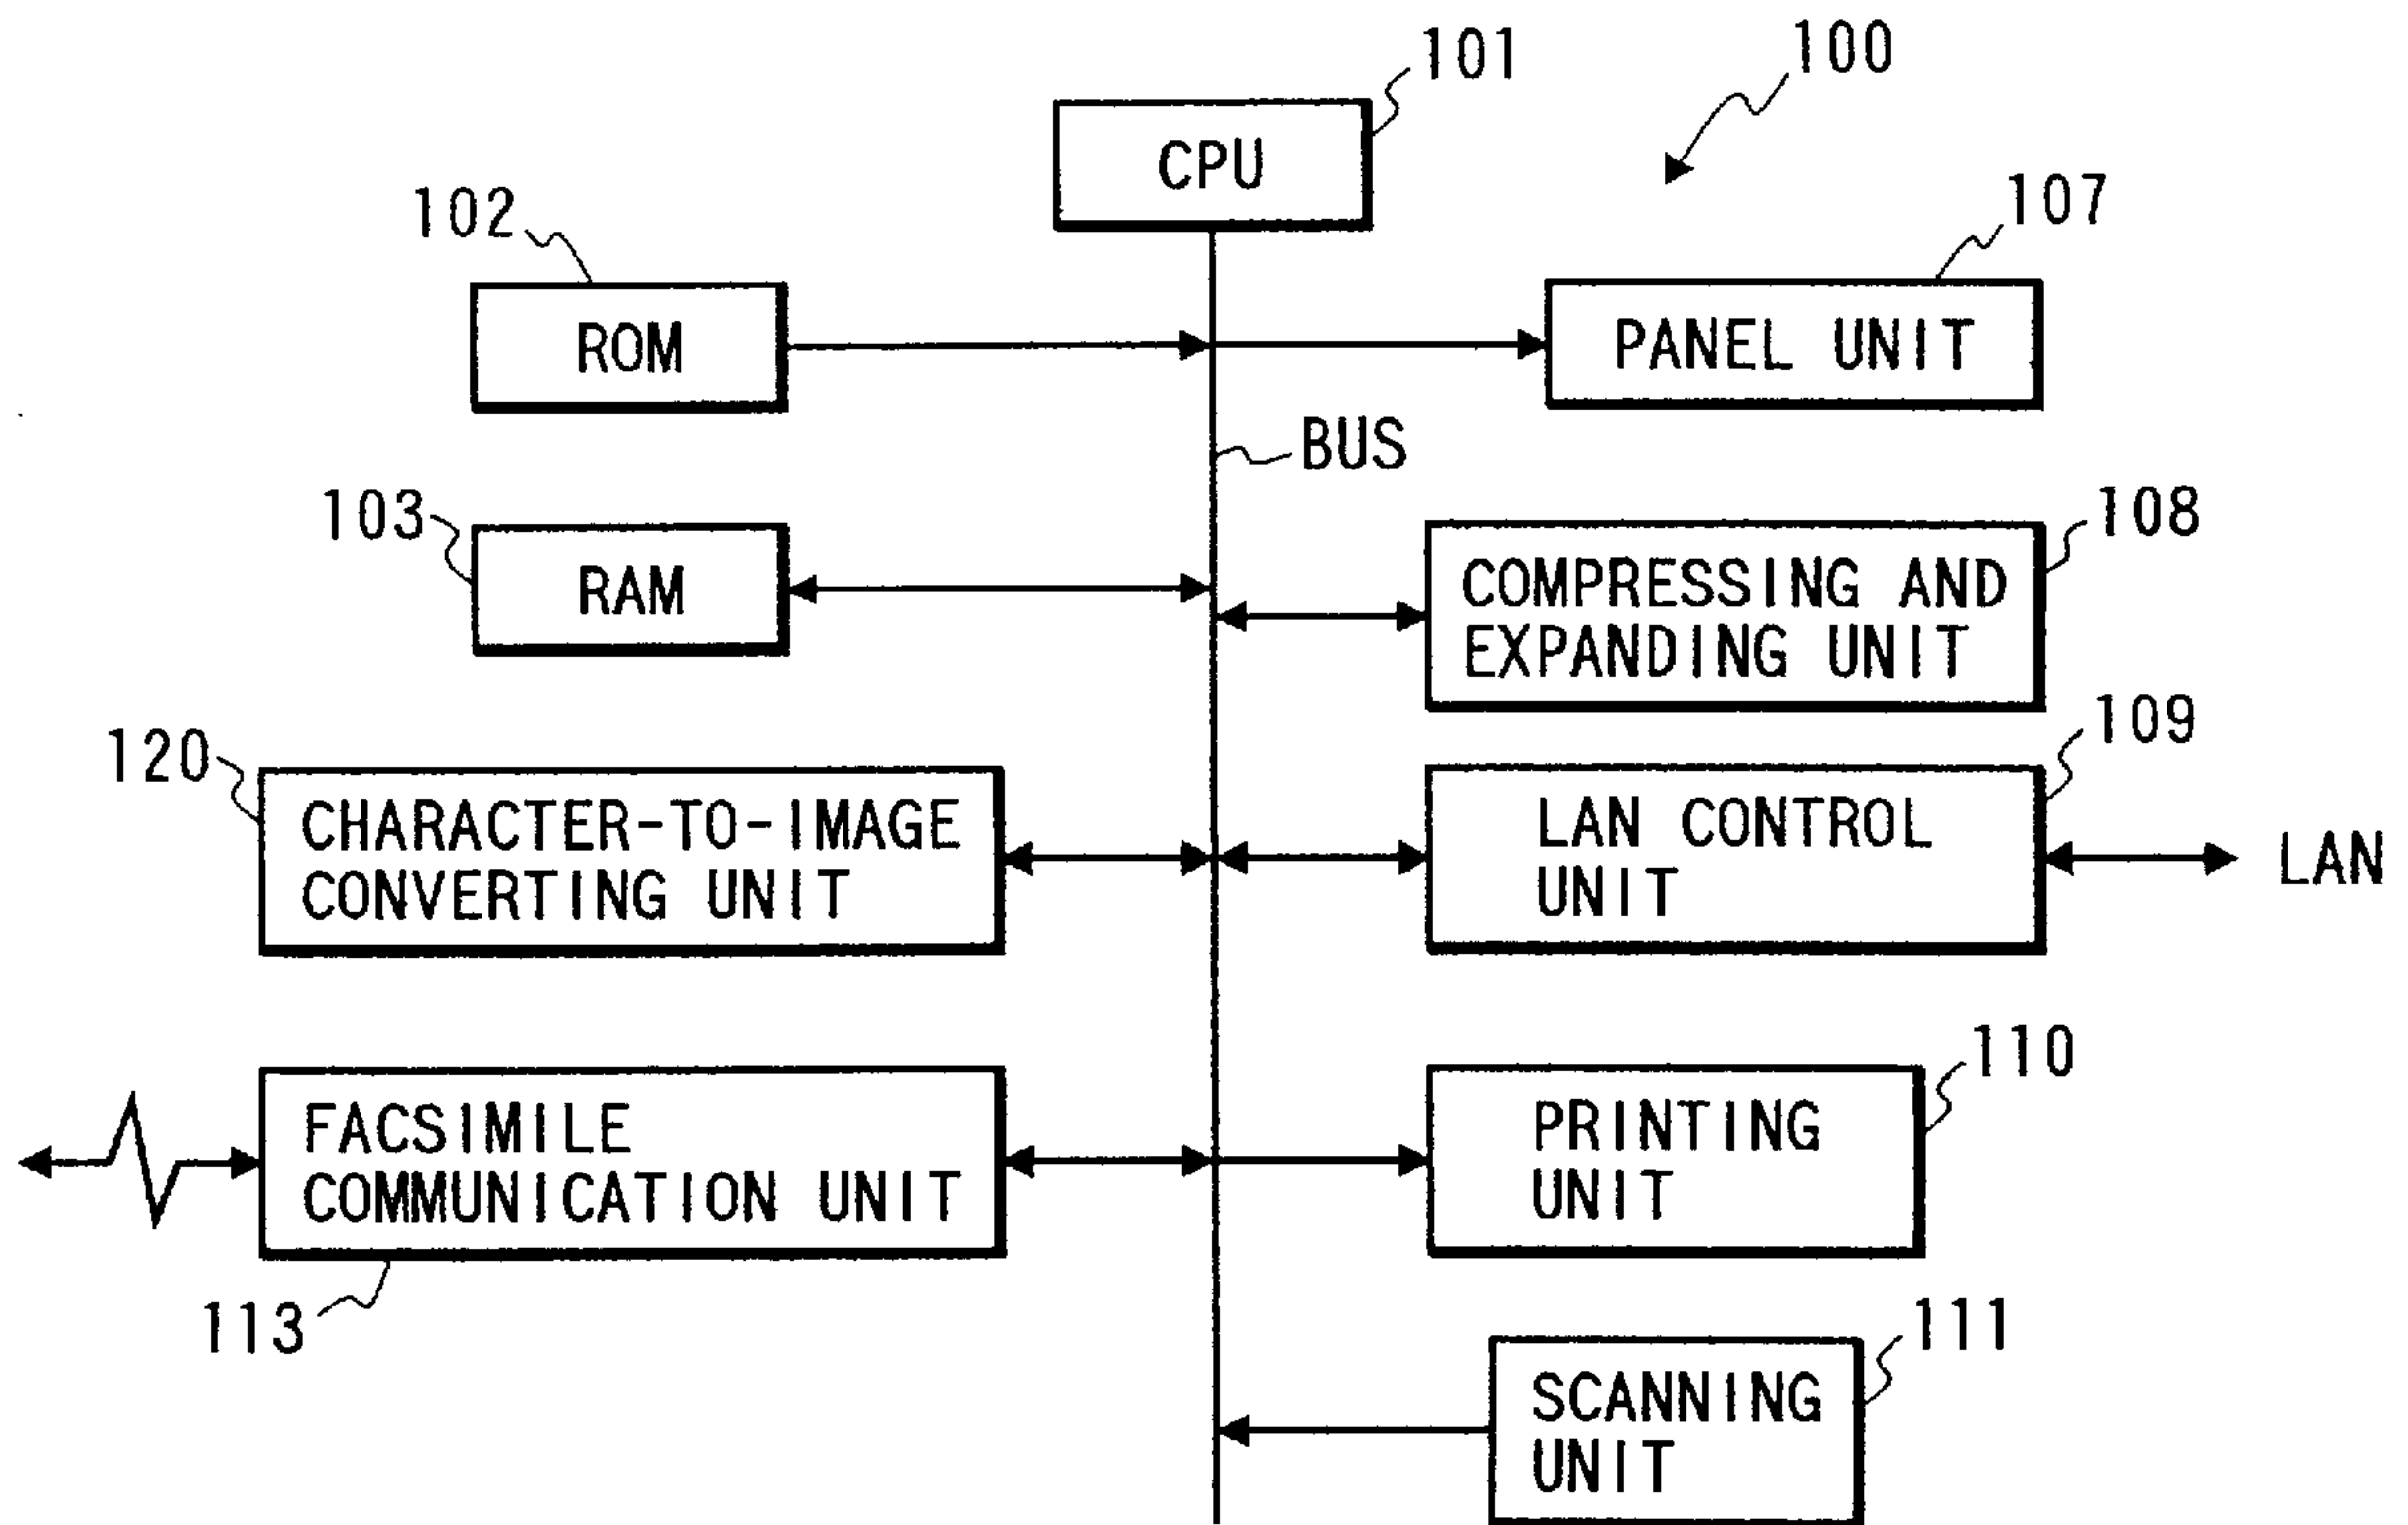 101
100
CPU
102
107
ROM
PANEL UNIT
BUS
103
108
RAM
COMPRESSING AND
EXPANDING UNIT
120
109
CHARACTER-TO-IMAGE
CONVERTING UNIT
LAN CONTROL
UNIT
LAN
110
FACSIMILE
COMMUNICATION UNIT
PRINTING
UNIT
113
111
SCANNING
UNIT